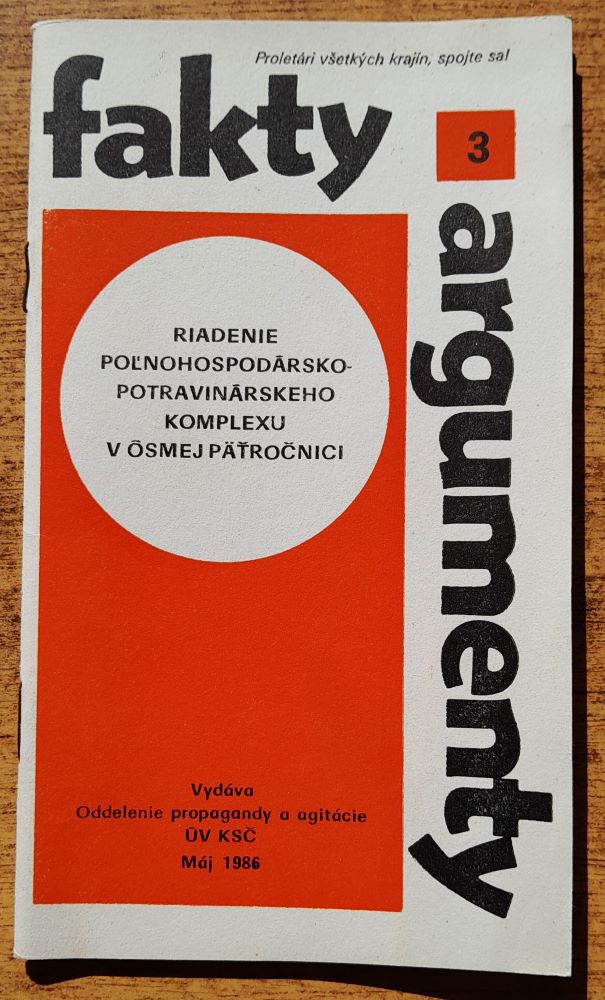 Proletári všetkých krajín, spojte sa!
fakty
3
argumenty
RIADENIE
POĽNOHOSPODÁRSKO-
POTRAVINÁRSKEHO
KOMPLEXU
V ÔSMEJ PÄŤROČNICI
Vydáva
Oddelenie propagandy a agitácie
ÚV KSČ
Máj 1986